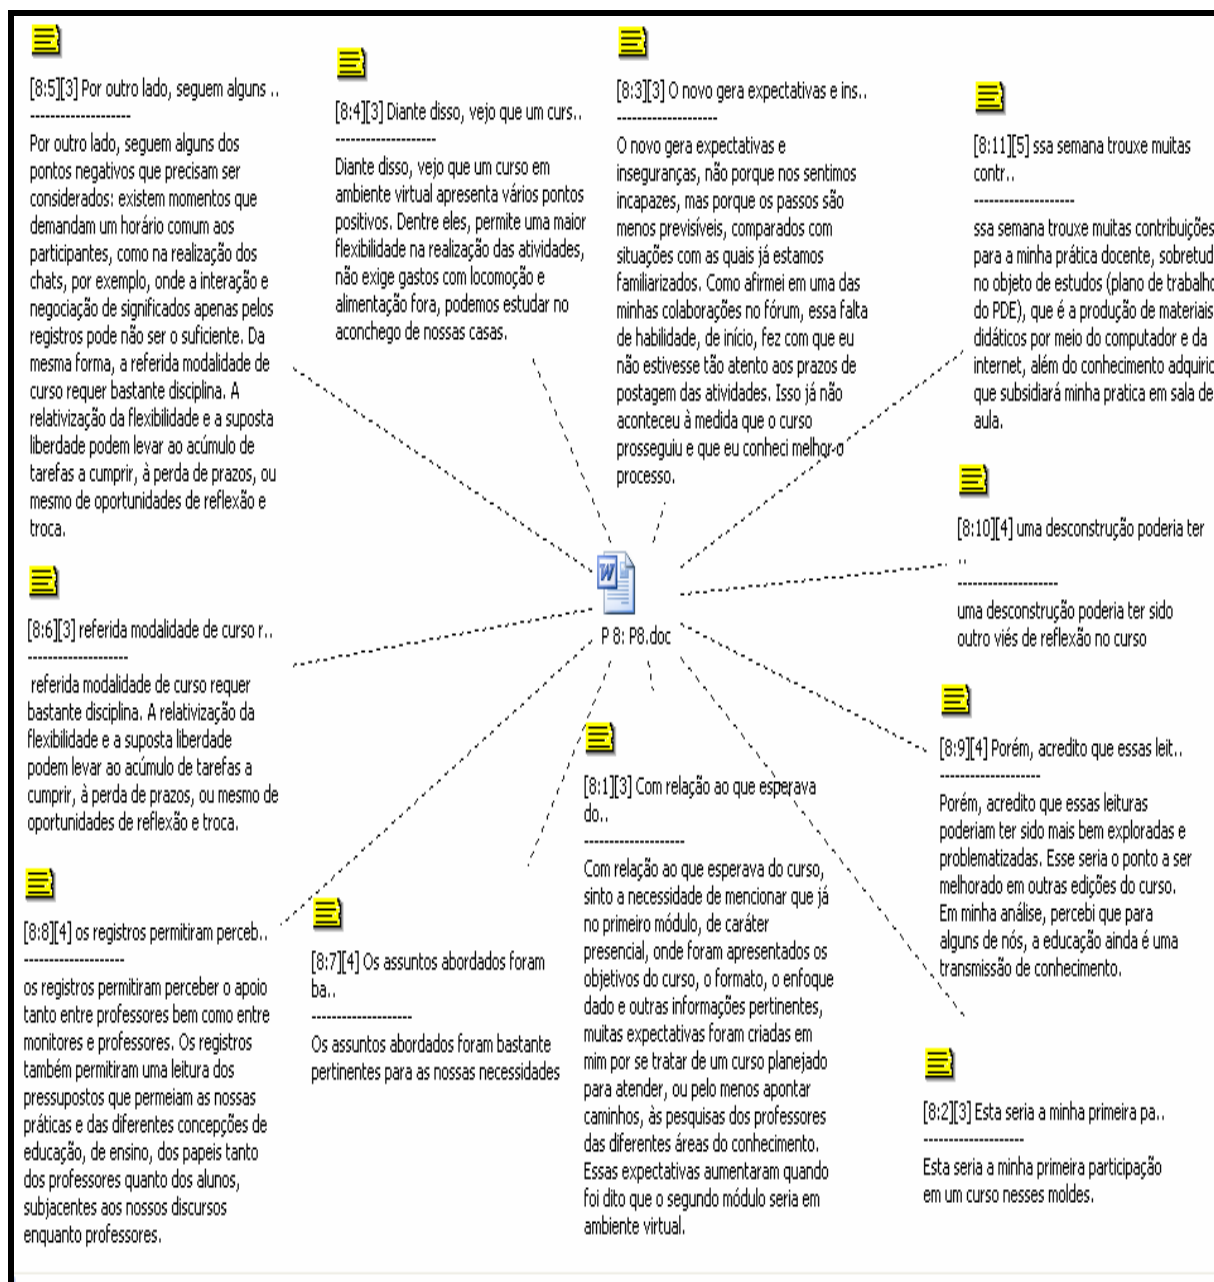 [8:5][3] Por outro lado, seguem alguns ..
--------------------
Por outro lado, seguem alguns dos
pontos negativos que precisam ser
considerados: existem momentos que
demandam um horário comum aos
participantes, como na realização dos
chats, por exemplo, onde a interação e
negociação de significados apenas pelos
registros pode não ser o suficiente. Da
mesma forma, a referida modalidade de
curso requer bastante disciplina. A
relativização da flexibilidade e a suposta
liberdade podem levar ao acúmulo de
tarefas a cumprir, à perda de prazos, ou
mesmo de oportunidades de reflexão e
troca.
[8:4][3] Diante disso, vejo que um curs..
--------------------
Diante disso, vejo que um curso em
ambiente virtual apresenta vários pontos
positivos. Dentre eles, permite uma maior
flexibilidade na realização das atividades,
não exige gastos com locomoção e
alimentação fora, podemos estudar no
aconchego de nossas casas.
[8:3][3] O novo gera expectativas e ins..
--------------------
O novo gera expectativas e
inseguranças, não porque nos sentimos
incapazes, mas porque os passos são
menos previsíveis, comparados com
situações com as quais já estamos
familiarizados. Como afirmei em uma das
minhas colaborações no fórum, essa falta
de habilidade, de início, fez com que eu
não estivesse tão atento aos prazos de
postagem das atividades. Isso já não
aconteceu à medida que o curso
prosseguiu e que eu conheci melhor o
processo.
[8:11][5] ssa semana trouxe muitas
contr..
--------------------
ssa semana trouxe muitas contribuições
para a minha prática docente, sobretud
no objeto de estudos (plano de trabalho
do PDE), que é a produção de materiais
didáticos por meio do computador e da
internet, além do conhecimento adquirid
que subsidiará minha pratica em sala de
aula.
[8:10][4] uma desconstrução poderia ter
..
--------------------
uma desconstrução poderia ter sido
outro viés de reflexão no curso
P 8: P8.doc
[8:6][3] referida modalidade de curso r..
--------------------
referida modalidade de curso requer
bastante disciplina. A relativização da
flexibilidade e a suposta liberdade
podem levar ao acúmulo de tarefas a
cumprir, à perda de prazos, ou mesmo de
oportunidades de reflexão e troca.
[8:9][4] Porém, acredito que essas leit..
--------------------
Porém, acredito que essas leituras
poderiam ter sido mais bem exploradas e
problematizadas. Esse seria o ponto a ser
melhorado em outras edições do curso.
Em minha análise, percebi que para
alguns de nós, a educação ainda é uma
transmissão de conhecimento.
[8:8][4] os registros permitiram perceb..
--------------------
os registros permitiram perceber o apoio
tanto entre professores bem como entre
monitores e professores. Os registros
também permitiram uma leitura dos
pressupostos que permeiam as nossas
práticas e das diferentes concepções de
educação, de ensino, dos papeis tanto
dos professores quanto dos alunos,
subjacentes aos nossos discursos
enquanto professores.
[8:7][4] Os assuntos abordados foram
ba..
--------------------
Os assuntos abordados foram bastante
pertinentes para as nossas necessidades
[8:1][3] Com relação ao que esperava
do..
--------------------
Com relação ao que esperava do curso,
sinto a necessidade de mencionar que já
no primeiro módulo, de caráter
presencial, onde foram apresentados os
objetivos do curso, o formato, o enfoque
dado e outras informações pertinentes,
muitas expectativas foram criadas em
mim por se tratar de um curso planejado
para atender, ou pelo menos apontar
caminhos, às pesquisas dos professores
das diferentes áreas do conhecimento.
Essas expectativas aumentaram quando
foi dito que o segundo módulo seria em
ambiente virtual.
[8:2][3] Esta seria a minha primeira pa..
--------------------
Esta seria a minha primeira participação
em um curso nesses moldes.